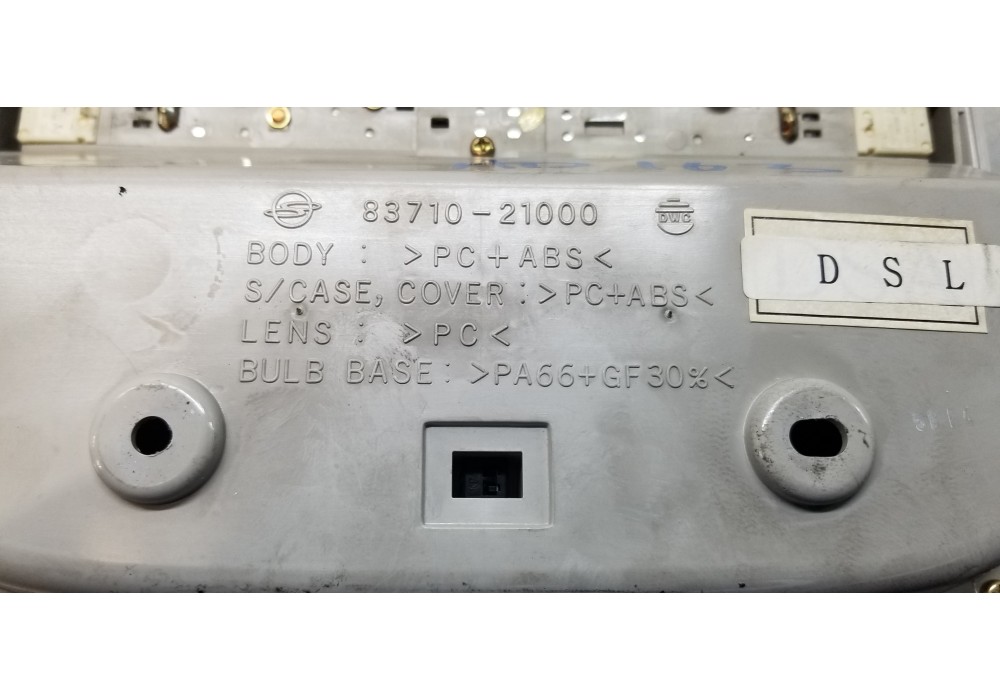 83710-21000 DWC
BODY : >PC+ABS<
S/CASE, COVER : >PC+ABS<
LENS : >PC<
BULB BASE : >PA66+GF30%<
D S L